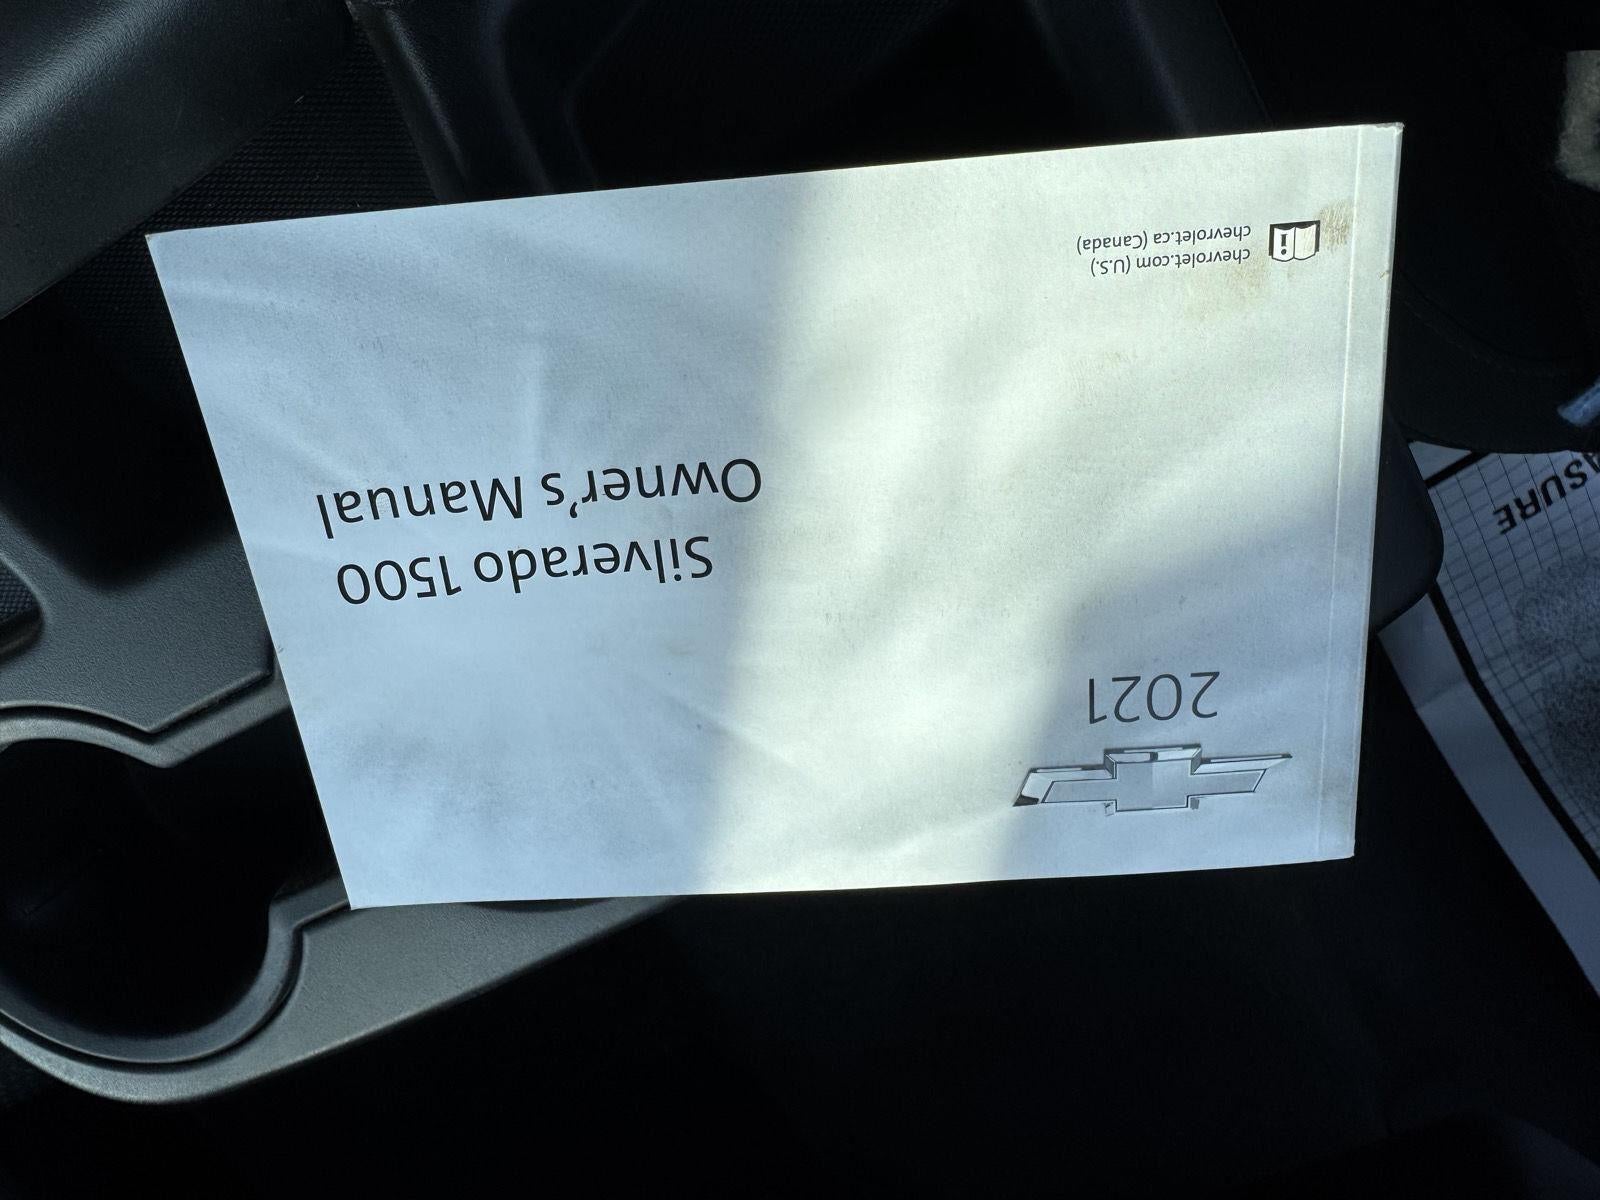 2021
Silverado 1500
Owner's Manual
chevrolet.com (U.S.)
chevrolet.ca (Canada)